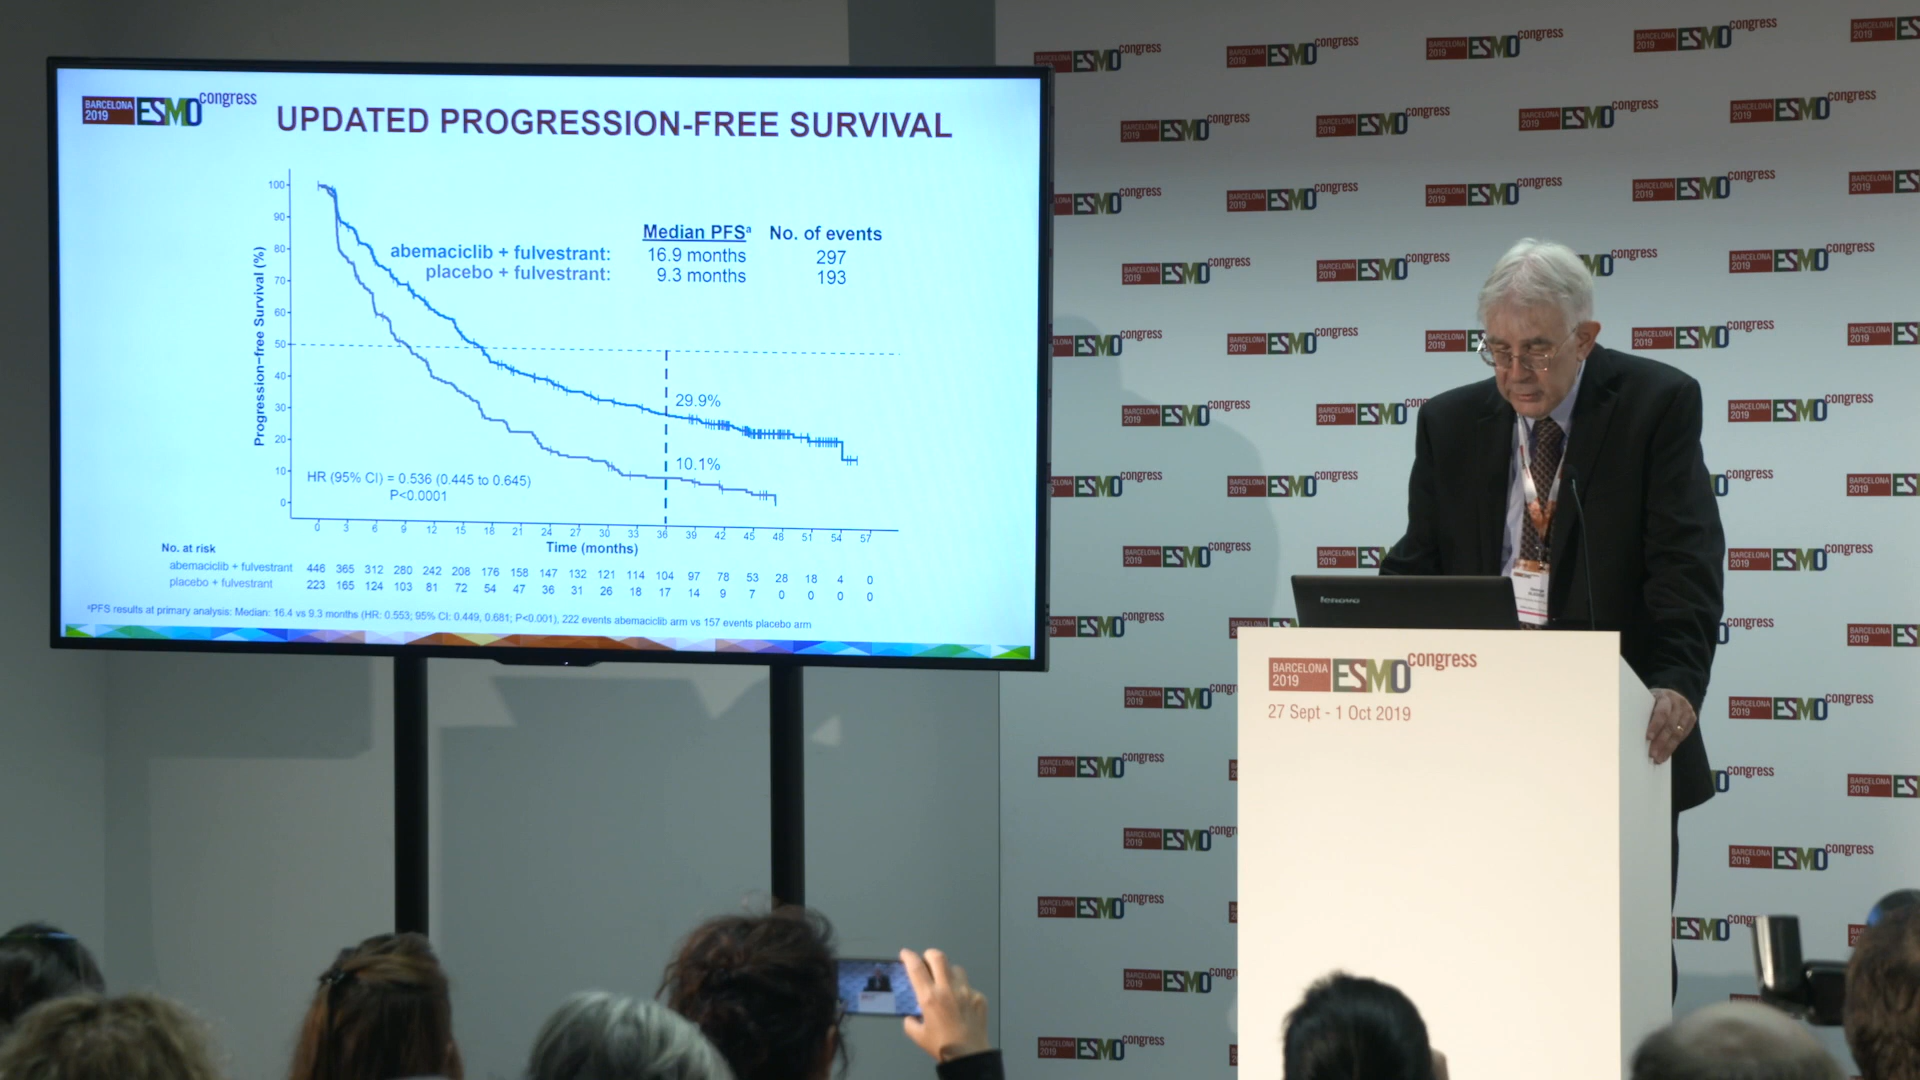 BARCELONA
2019
ESMO congress
UPDATED PROGRESSION-FREE SURVIVAL
Progression-free Survival (%)
100
90
80
70
60
50
40
30
20
10
0
Median PFSᵃ No. of events
abemaciclib + fulvestrant: 16.9 months 297
placebo + fulvestrant: 9.3 months 193
29.9%
10.1%
HR (95% CI) = 0.536 (0.445 to 0.645)
P<0.0001
0 3 6 9 12 15 18 21 24 27 30 33 36 39 42 45 48 51 54 57
Time (months)
No. at risk
abemaciclib + fulvestrant 446 365 312 280 242 208 176 158 147 132 121 114 104 97 78 53 28 18 4 0
placebo + fulvestrant 223 165 124 103 81 72 54 47 36 31 26 18 17 14 9 7 0 0 0 0
ᵃPFS results at primary analysis: Median: 16.4 vs 9.3 months (HR: 0.553; 95% CI: 0.449, 0.681; P<0.001), 222 events abemaciclib arm vs 157 events placebo arm
lenovo
BARCELONA
2019
ESMO congress
27 Sept - 1 Oct 2019